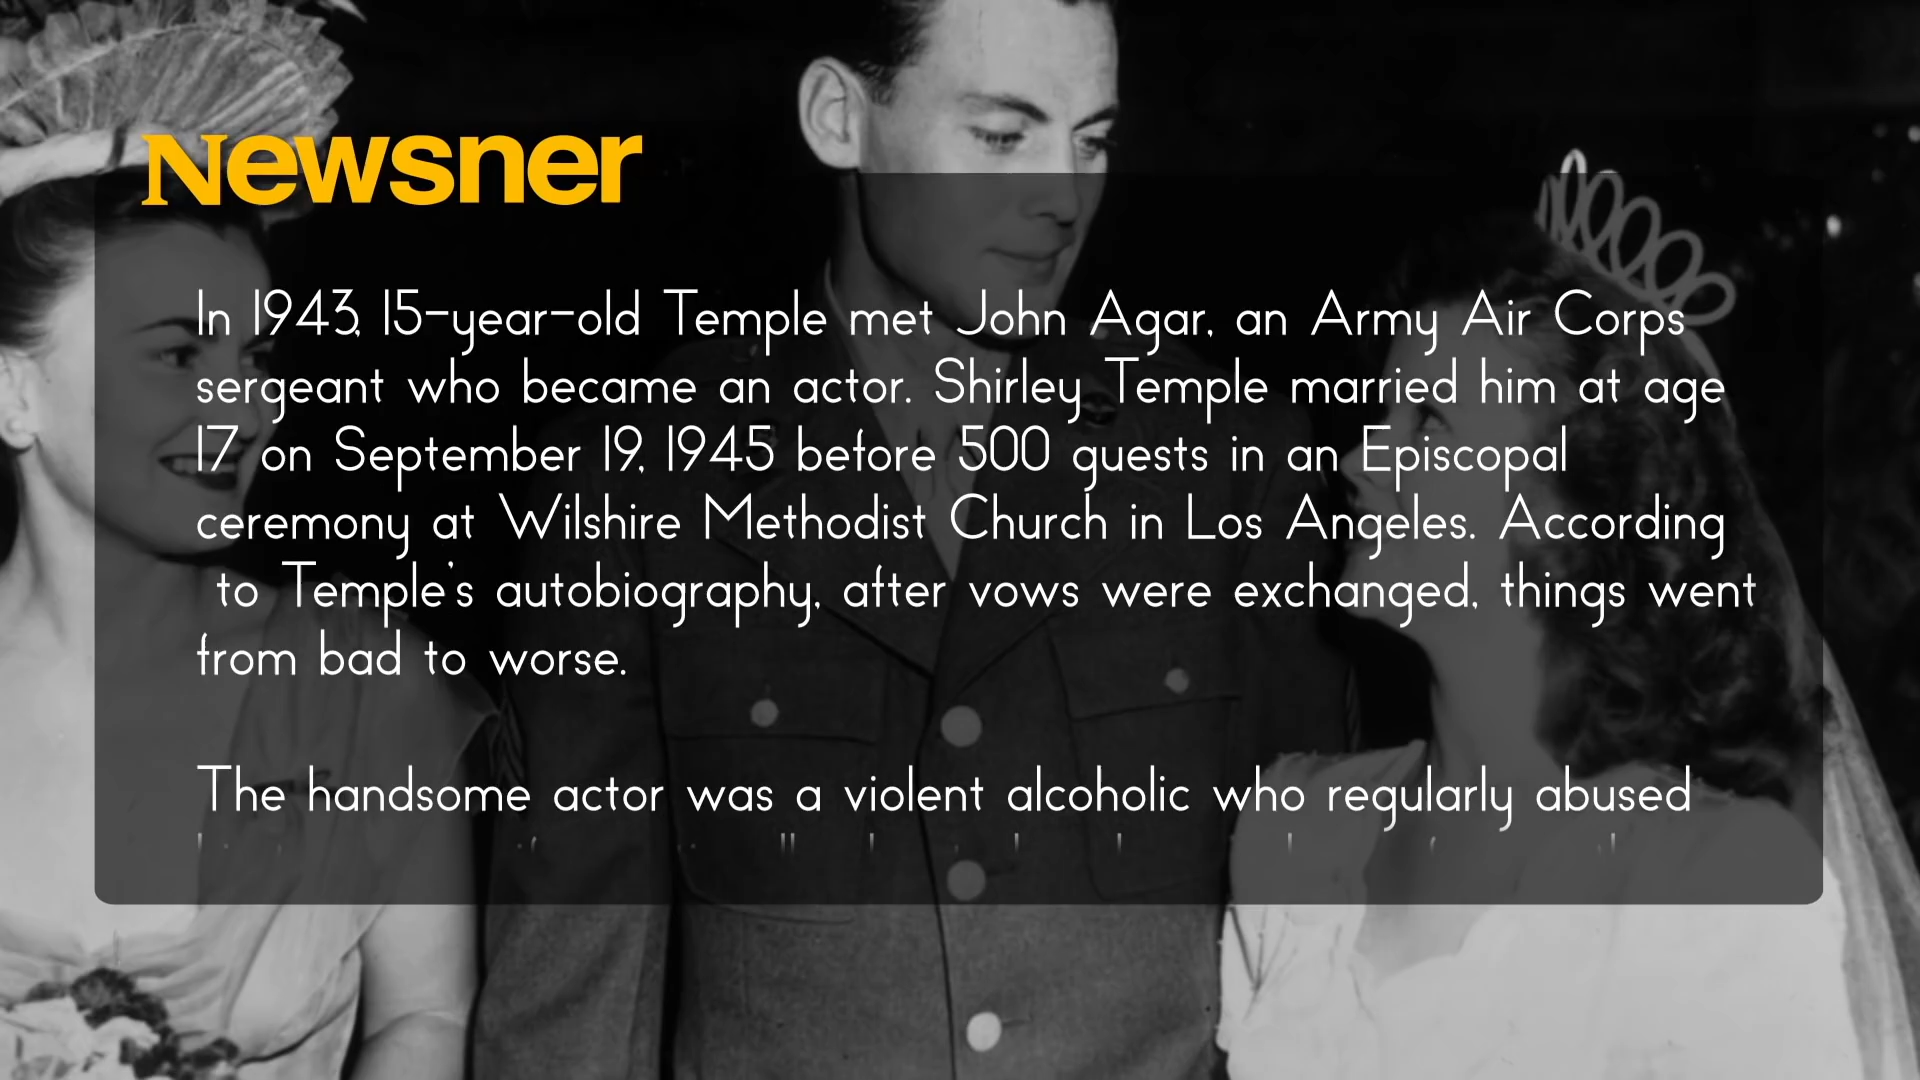 Newsner
In 1943, 15-year-old Temple met John Agar, an Army Air Corps
sergeant who became an actor. Shirley Temple married him at age
17 on September 19, 1945 before 500 guests in an Episcopal
ceremony at Wilshire Methodist Church in Los Angeles. According
to Temple's autobiography, after vows were exchanged, things went
from bad to worse.
The handsome actor was a violent alcoholic who regularly abused